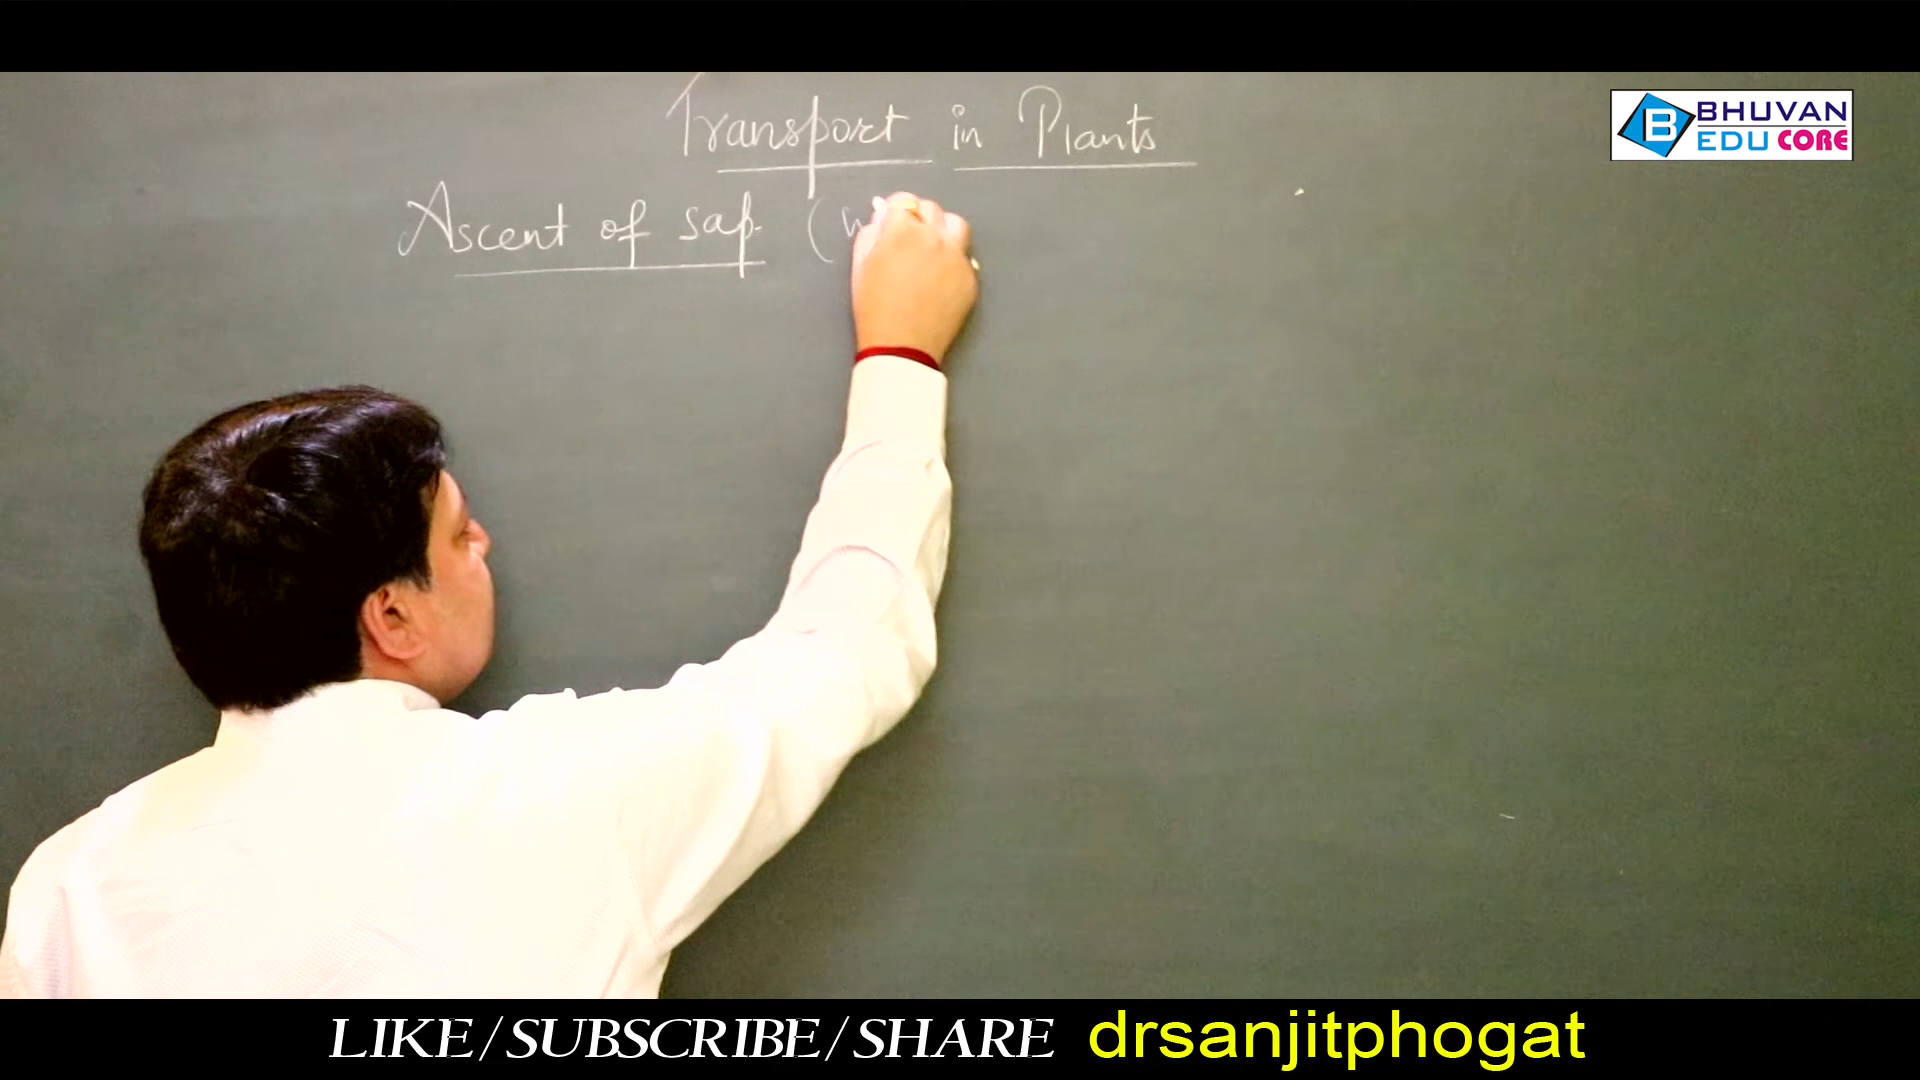 Transport in Plants
BHUVAN
B
EDU CORE
Ascent of sap (
LIKE/SUBSCRIBE/SHARE drsanjitphogat